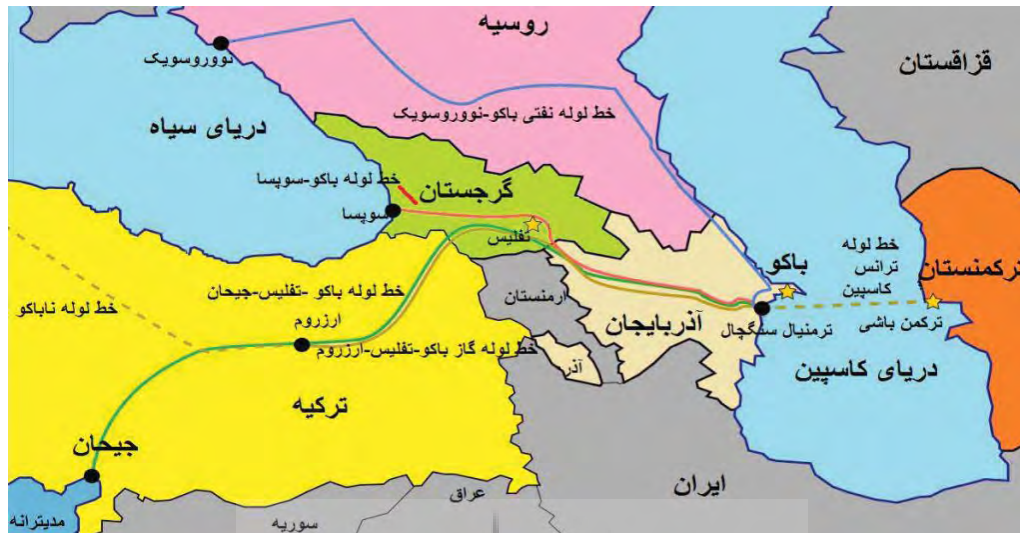 روسیه
قزاقستان
نووروسویک
خط لوله نفتی باکو-نووروسویک
دریای سیاه
خط لوله باکو-سوپسا
گرجستان
سوپسا
تفلیس
باکو
خط لوله
ترانس
کاسپین
ترکمنستان
ترکمن باشی
ترمنیال سنگچال
دریای کاسپین
آذربایجان
ارمنستان
آذر
خط لوله باکو -تفلیس-جیحان
خط لوله ناباکو
ارزروم
خط لوله گاز باکو-تفلیس-ارزروم
ترکیه
جیحان
ایران
عراق
سوریه
مدیترانه